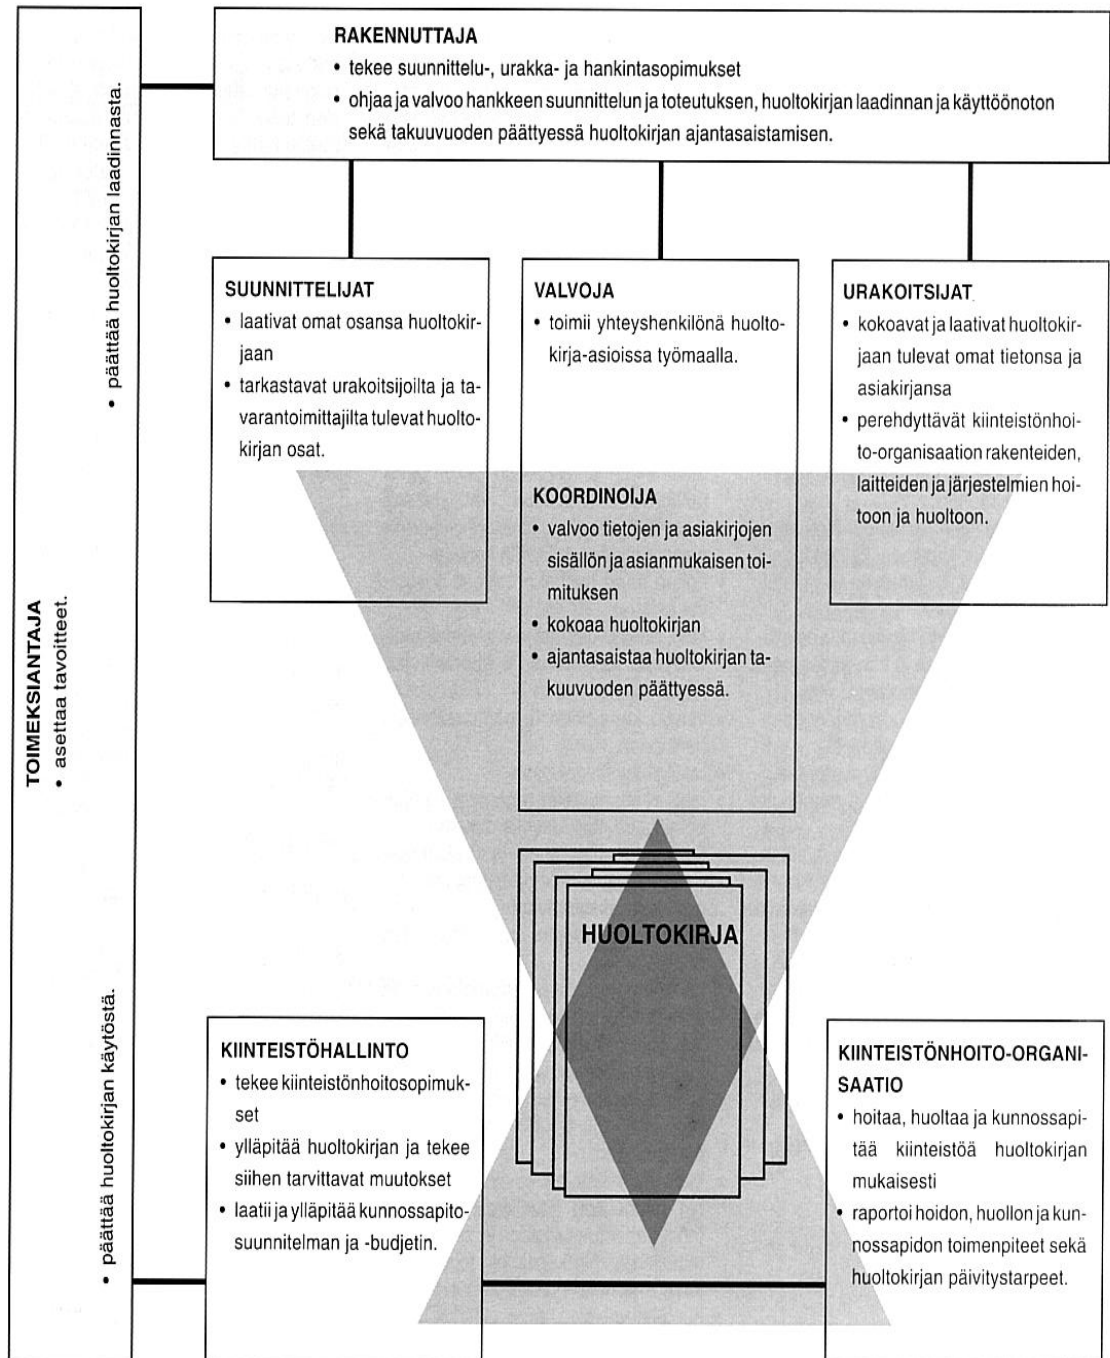 RAKENNUTTAJA
• tekee suunnittelu-, urakka- ja hankintasopimukset
• ohjaa ja valvoo hankkeen suunnittelun ja toteutuksen, huoltokirjan laadinnan ja käyttöönoton
sekä takuuvuoden päättyessä huoltokirjan ajantasaistamisen.
TOIMEKSIANTAJA
• asettaa tavoitteet.
• päättää huoltokirjan laadinnasta.
• päättää huoltokirjan käytöstä.
SUUNNITTELIJAT
• laativat omat osansa huoltokir-
jaan
• tarkastavat urakoitsijoilta ja ta-
varantoimittajilta tulevat huolto-
kirjan osat.
VALVOJA
• toimii yhteyshenkilönä huolto-
kirja-asioissa työmaalla.
KOORDINOIJA
• valvoo tietojen ja asiakirjojen
sisällön ja asianmukaisen toi-
mituksen
• kokoaa huoltokirjan
• ajantasaistaa huoltokirjan ta-
kuuvuoden päättyessä.
URAKOITSIJAT
• kokoavat ja laativat huoltokir-
jaan tulevat omat tietonsa ja
asiakirjansa
• perehdyttävät kiinteistönhoi-
to-organisaation rakenteiden,
laitteiden ja järjestelmien hoi-
toon ja huoltoon.
HUOLTOKIRJA
KIINTEISTÖHALLINTO
• tekee kiinteistönhoitosopimuk-
set
• ylläpitää huoltokirjan ja tekee
siihen tarvittavat muutokset
• laatii ja ylläpitää kunnossapito-
suunnitelman ja -budjetin.
KIINTEISTÖNHOITO-ORGANI-
SAATIO
• hoitaa, huoltaa ja kunnossapi-
tää kiinteistöä huoltokirjan
mukaisesti
• raportoi hoidon, huollon ja kun-
nossapidon toimenpiteet sekä
huoltokirjan päivitystarpeet.